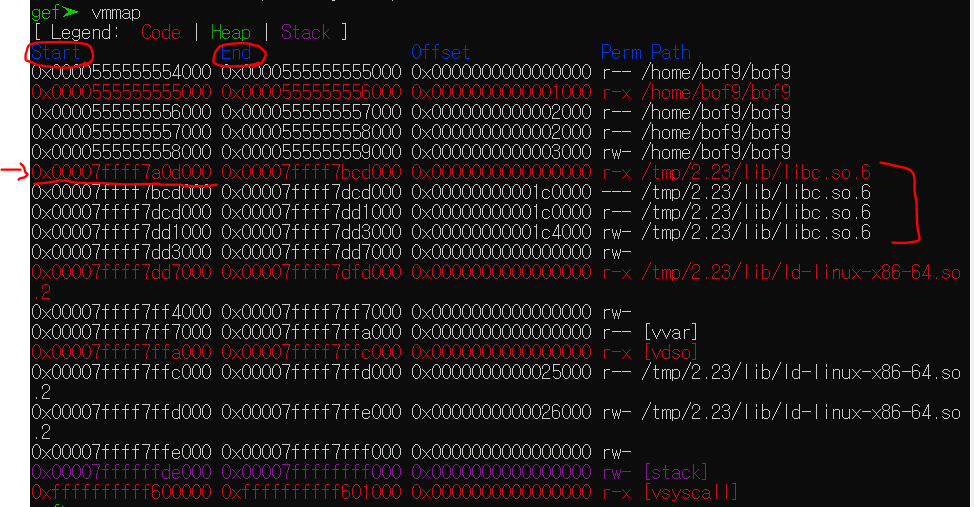 gef➤ vmmap
[ Legend: Code | Heap | Stack ]
Start End Offset Perm Path
0x0000555555554000 0x0000555555555000 0x0000000000000000 r-- /home/bof9/bof9
0x0000555555555000 0x0000555555556000 0x0000000000001000 r-x /home/bof9/bof9
0x0000555555556000 0x0000555555557000 0x0000000000002000 r-- /home/bof9/bof9
0x0000555555557000 0x0000555555558000 0x0000000000002000 r-- /home/bof9/bof9
0x0000555555558000 0x0000555555559000 0x0000000000003000 rw- /home/bof9/bof9
0x00007ffff7a0d000 0x00007ffff7bcd000 0x0000000000000000 r-x /tmp/2.23/lib/libc.so.6
0x00007ffff7bcd000 0x00007ffff7dcd000 0x00000000001c0000 --- /tmp/2.23/lib/libc.so.6
0x00007ffff7dcd000 0x00007ffff7dd1000 0x00000000001c0000 r-- /tmp/2.23/lib/libc.so.6
0x00007ffff7dd1000 0x00007ffff7dd3000 0x00000000001c4000 rw- /tmp/2.23/lib/libc.so.6
0x00007ffff7dd3000 0x00007ffff7dd7000 0x0000000000000000 rw-
0x00007ffff7dd7000 0x00007ffff7dfd000 0x0000000000000000 r-x /tmp/2.23/lib/ld-linux-x86-64.so
.2
0x00007ffff7ff4000 0x00007ffff7ff7000 0x0000000000000000 rw-
0x00007ffff7ff7000 0x00007ffff7ffa000 0x0000000000000000 r-- [vvar]
0x00007ffff7ffa000 0x00007ffff7ffc000 0x0000000000000000 r-x [vdso]
0x00007ffff7ffc000 0x00007ffff7ffd000 0x0000000000025000 r-- /tmp/2.23/lib/ld-linux-x86-64.so
.2
0x00007ffff7ffd000 0x00007ffff7ffe000 0x0000000000026000 rw- /tmp/2.23/lib/ld-linux-x86-64.so
.2
0x00007ffff7ffe000 0x00007ffff7fff000 0x0000000000000000 rw-
0x00007ffffffde000 0x00007ffffffff000 0x0000000000000000 rw- [stack]
0xffffffffff600000 0xffffffffff601000 0x0000000000000000 r-x [vsyscall]